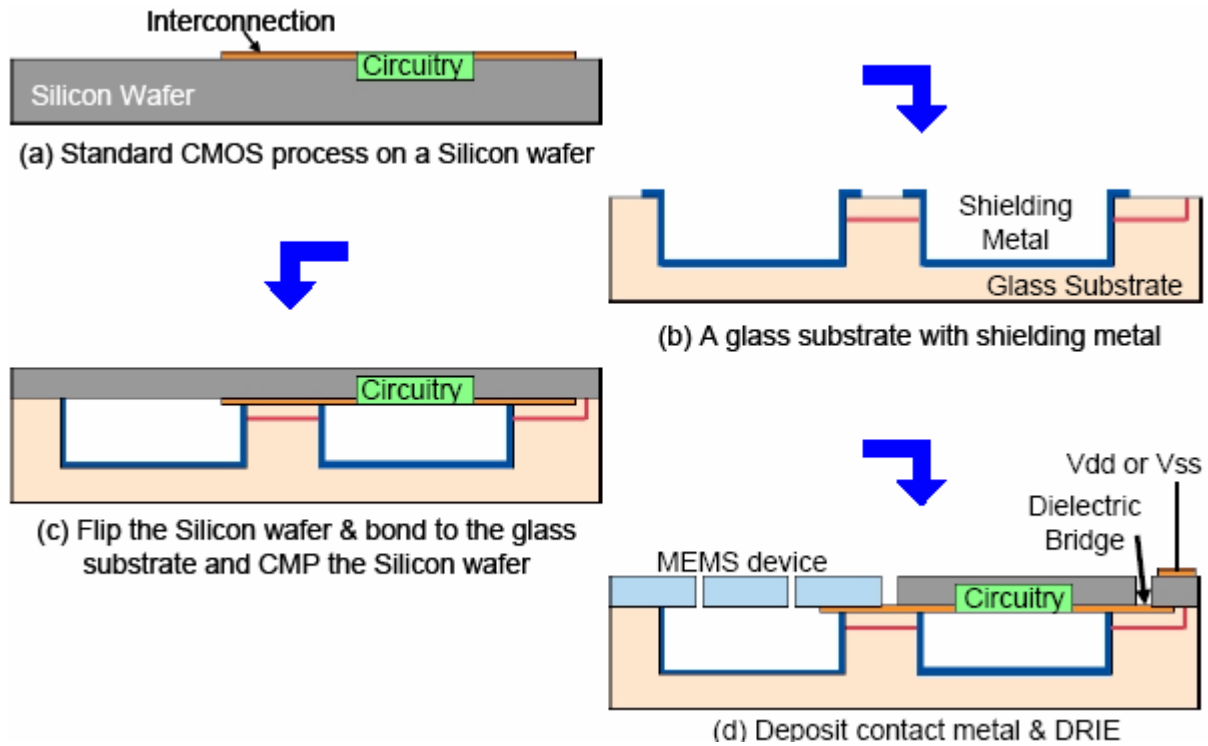 Interconnection
Circuitry
Silicon Wafer
(a) Standard CMOS process on a Silicon wafer
Shielding
Metal
Glass Substrate
(b) A glass substrate with shielding metal
Circuitry
(c) Flip the Silicon wafer & bond to the glass
substrate and CMP the Silicon wafer
Vdd or Vss
Dielectric
Bridge
MEMS device
Circuitry
(d) Deposit contact metal & DRIE